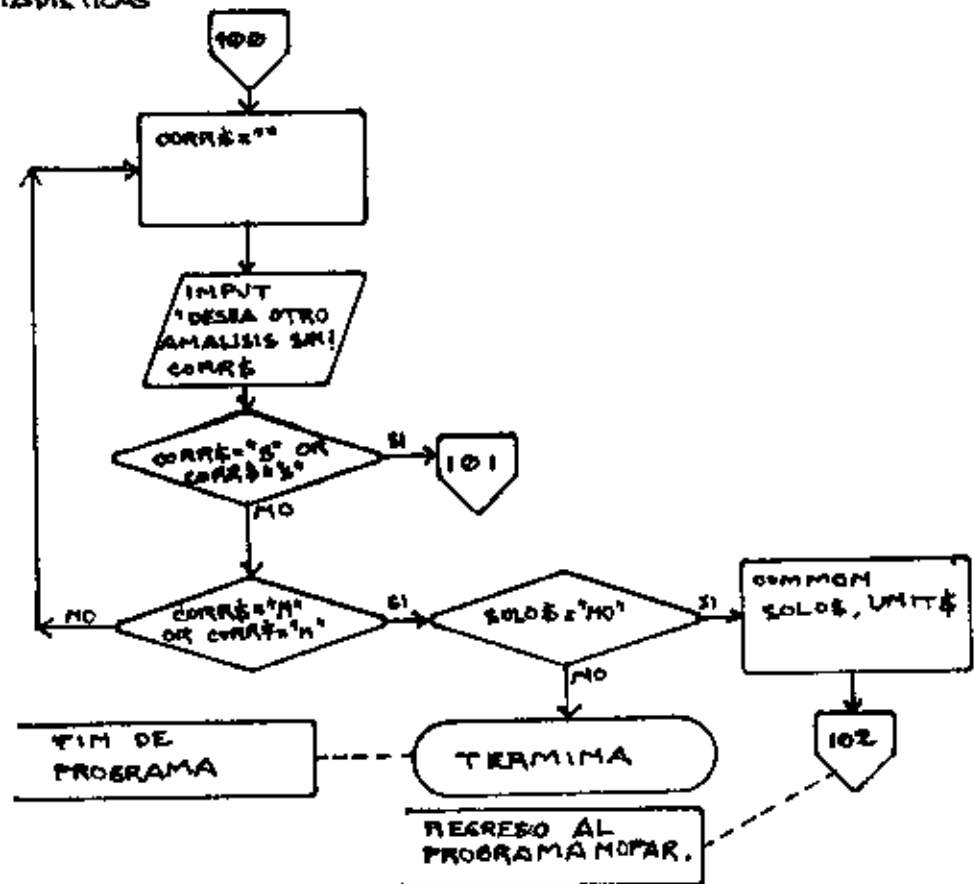 100
CORR$=""
INPUT
"DESEA OTRO
ANALISIS S/N!
CORR$
CORR$="S" OR
CORR$="s"
SI
101
NO
CORR$="N"
OR CORR$="n"
NO
SI
SOLO$="NO"
SI
COMMON
SOLO$, UNIT$
NO
FIN DE
PROGRAMA
TERMINA
102
REGRESO AL
PROGRAMA MOPAR.